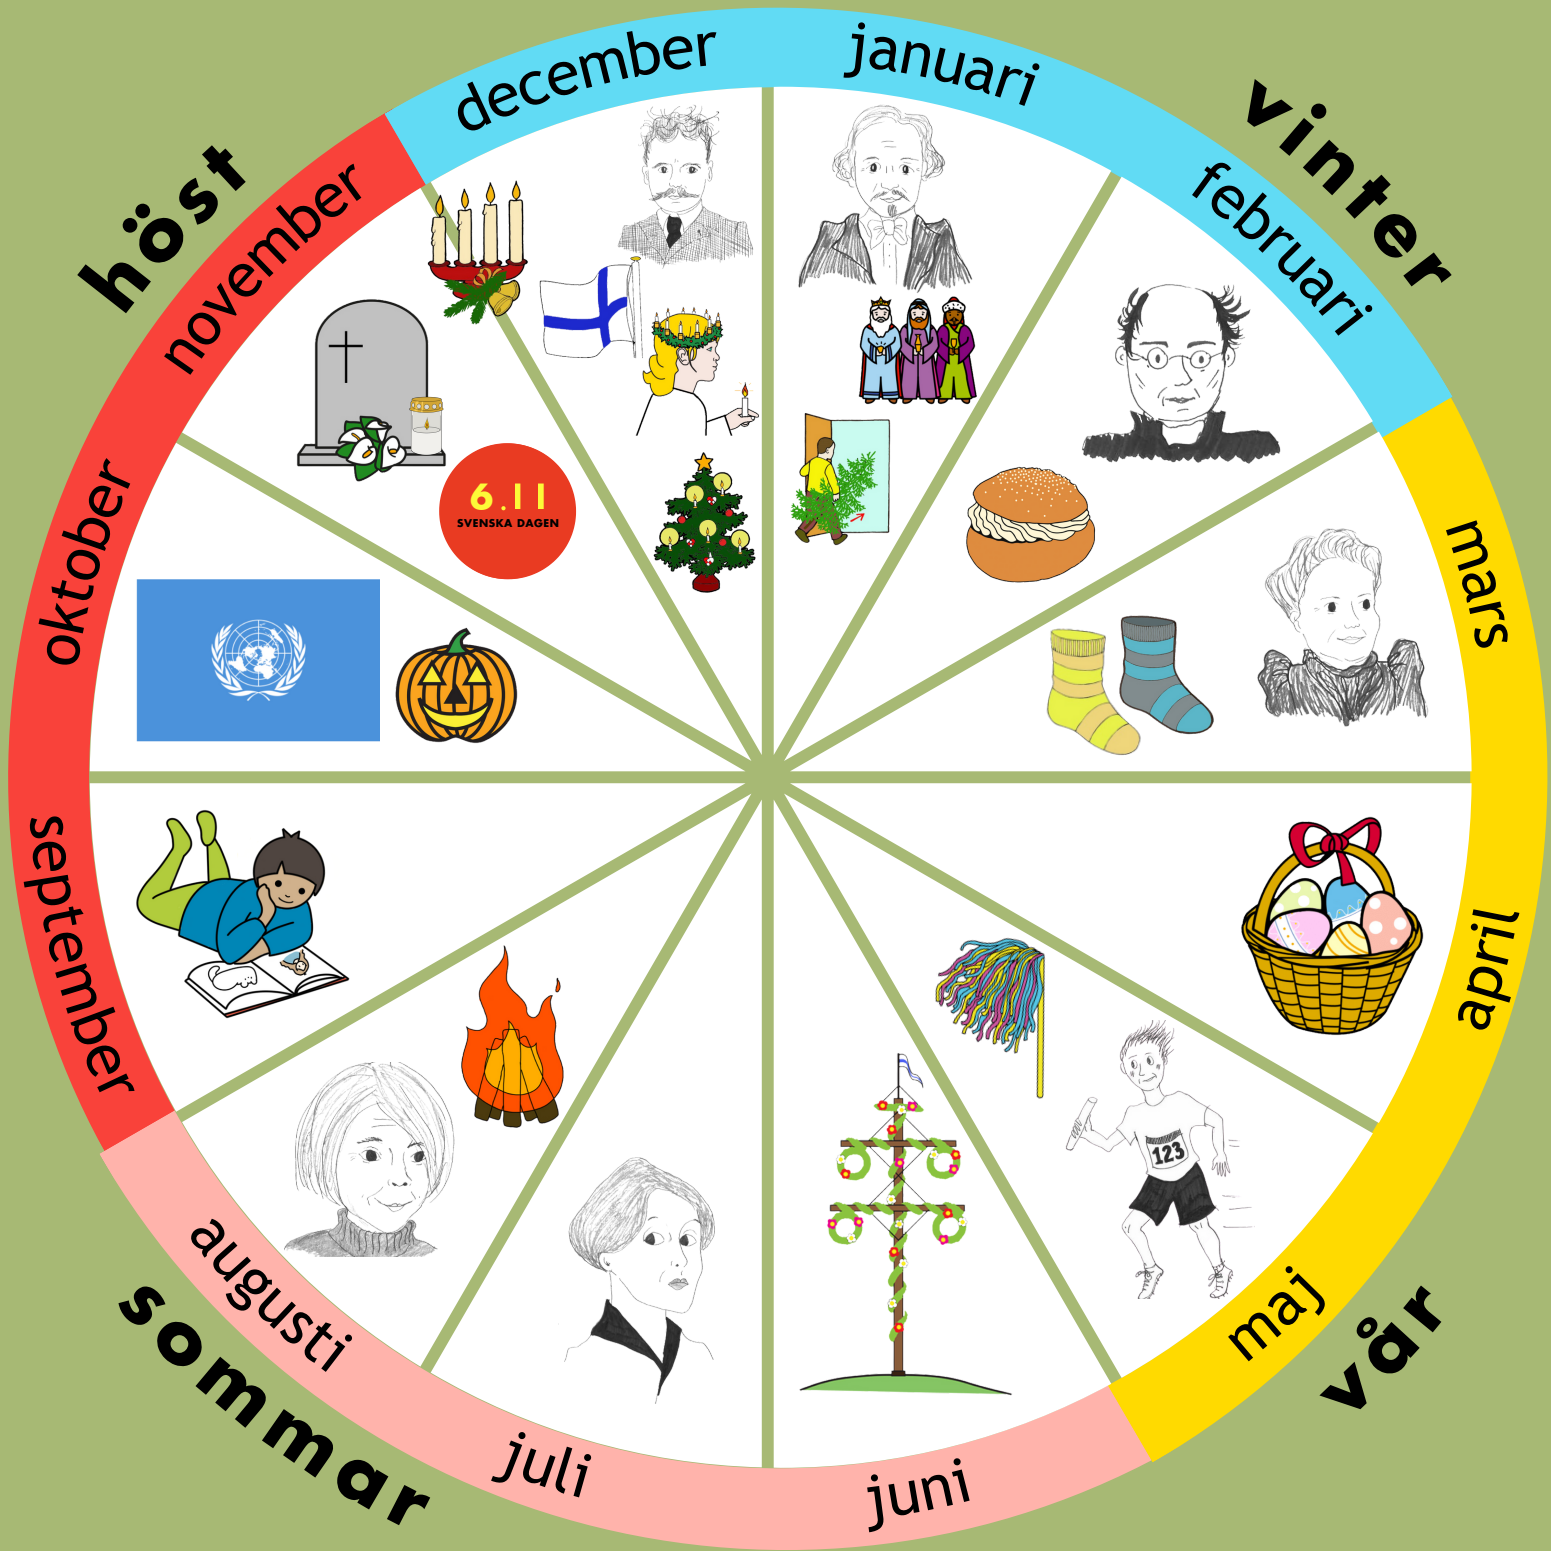 januari
februari
mars
april
maj
juni
juli
augusti
september
oktober
november
december
vinter
vår
sommar
höst
6.11
SVENSKA DAGEN
123